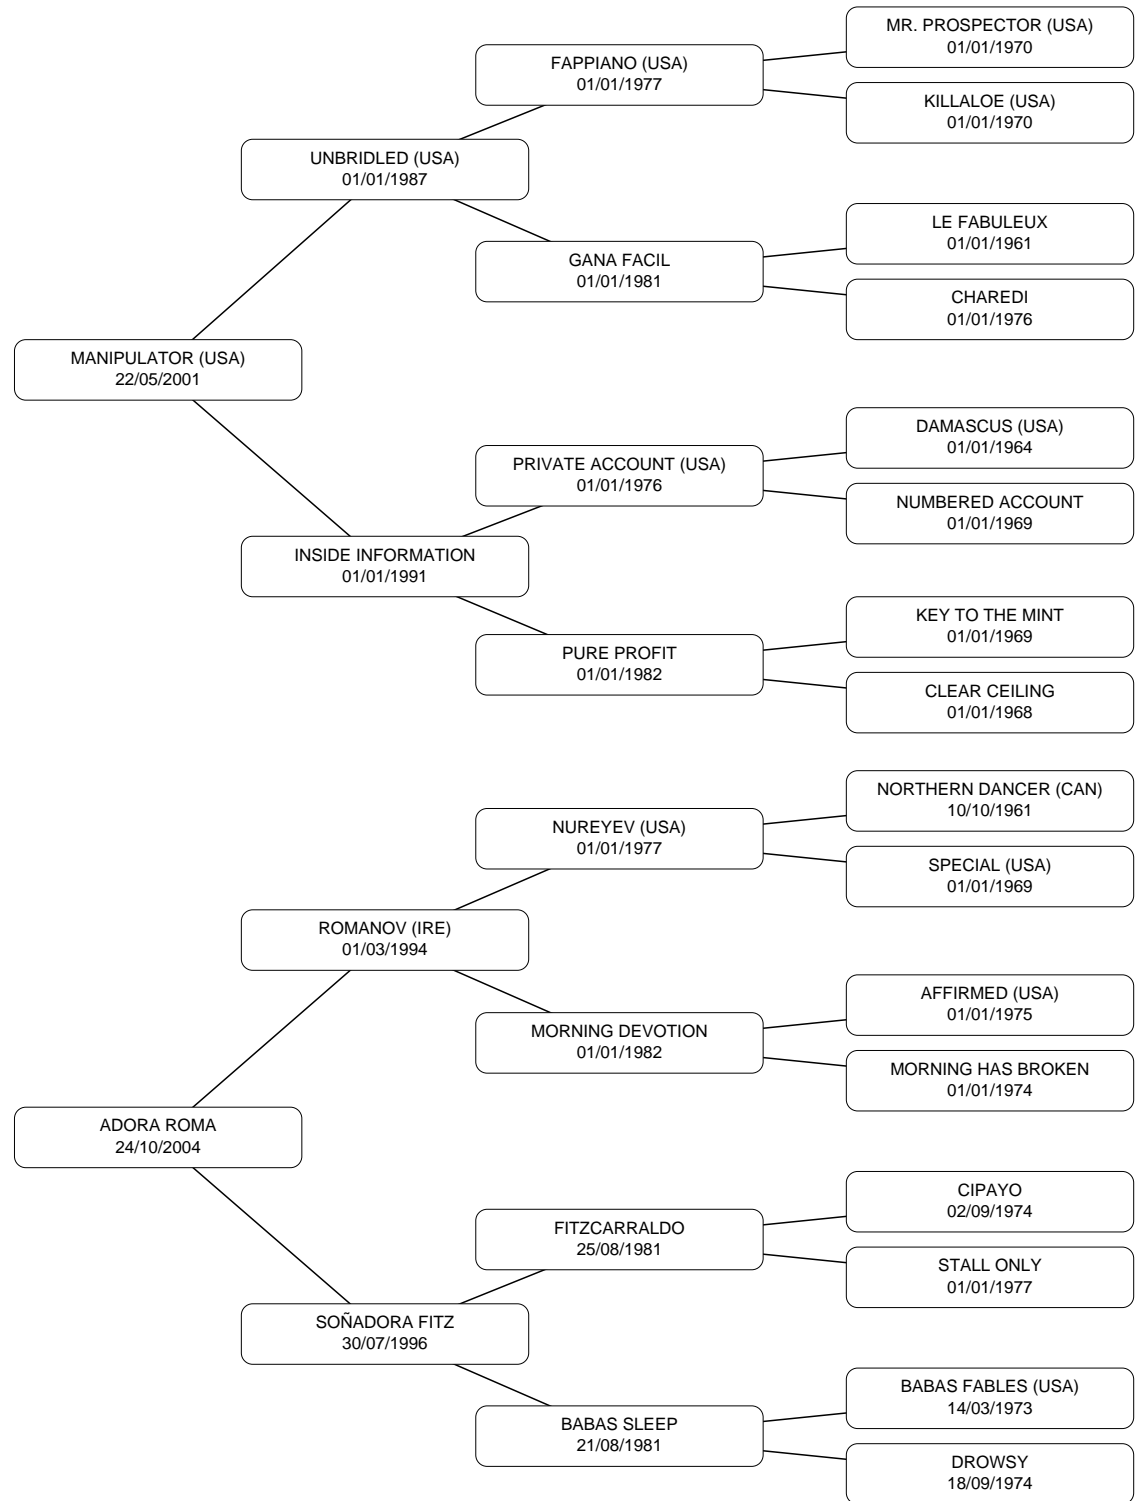 MR. PROSPECTOR (USA)
01/01/1970
FAPPIANO (USA)
01/01/1977
KILLALOE (USA)
01/01/1970
UNBRIDLED (USA)
01/01/1987
LE FABULEUX
01/01/1961
GANA FACIL
01/01/1981
CHAREDI
01/01/1976
MANIPULATOR (USA)
22/05/2001
DAMASCUS (USA)
01/01/1964
PRIVATE ACCOUNT (USA)
01/01/1976
NUMBERED ACCOUNT
01/01/1969
INSIDE INFORMATION
01/01/1991
KEY TO THE MINT
01/01/1969
PURE PROFIT
01/01/1982
CLEAR CEILING
01/01/1968
NORTHERN DANCER (CAN)
10/10/1961
NUREYEV (USA)
01/01/1977
SPECIAL (USA)
01/01/1969
ROMANOV (IRE)
01/03/1994
AFFIRMED (USA)
01/01/1975
MORNING DEVOTION
01/01/1982
MORNING HAS BROKEN
01/01/1974
ADORA ROMA
24/10/2004
CIPAYO
02/09/1974
FITZCARRALDO
25/08/1981
STALL ONLY
01/01/1977
SOÑADORA FITZ
30/07/1996
BABAS FABLES (USA)
14/03/1973
BABAS SLEEP
21/08/1981
DROWSY
18/09/1974